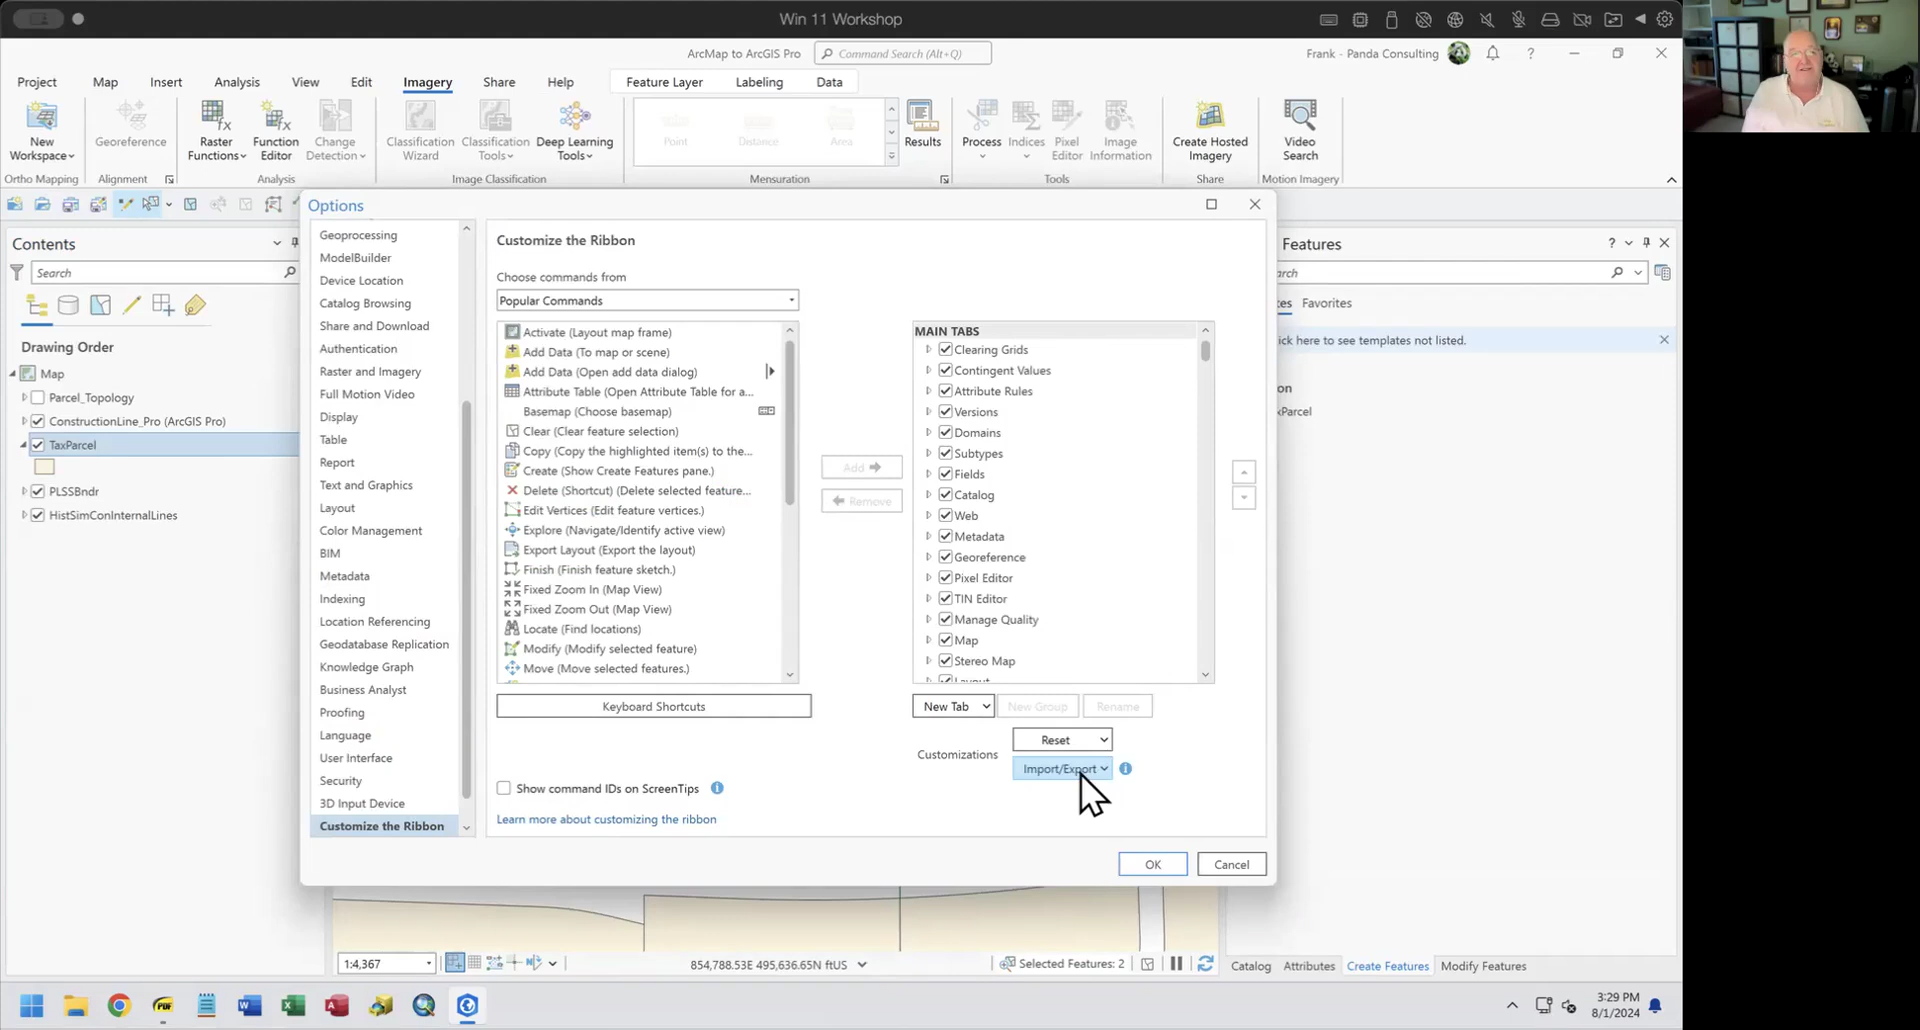 Win 11 Workshop
ArcMap to ArcGIS Pro
Command Search (Alt+Q)
Frank - Panda Consulting
?
Project
Map
Insert
Analysis
View
Edit
Imagery
Share
Help
Feature Layer
Labeling
Data
New
Workspace
Georeference
Raster
Functions
Function
Editor
Change
Detection
Classification
Wizard
Classification
Tools
Deep Learning
Tools
Point
Distance
Area
Results
Process
Indices
Pixel
Editor
Image
Information
Create Hosted
Imagery
Video
Search
Ortho Mapping
Alignment
Analysis
Image Classification
Mensuration
Tools
Share
Motion Imagery
Contents
Search
Drawing Order
Map
Parcel_Topology
ConstructionLine_Pro (ArcGIS Pro)
TaxParcel
PLSSBndr
HistSimConInternalLines
Options
Geoprocessing
ModelBuilder
Device Location
Catalog Browsing
Share and Download
Authentication
Raster and Imagery
Full Motion Video
Display
Table
Report
Text and Graphics
Layout
Color Management
BIM
Metadata
Indexing
Location Referencing
Geodatabase Replication
Knowledge Graph
Business Analyst
Proofing
Language
User Interface
Security
3D Input Device
Customize the Ribbon
Customize the Ribbon
Choose commands from
Popular Commands
Activate (Layout map frame)
Add Data (To map or scene)
Add Data (Open add data dialog)
Attribute Table (Open Attribute Table for a...
Basemap (Choose basemap)
Clear (Clear feature selection)
Copy (Copy the highlighted item(s) to the...
Create (Show Create Features pane.)
Delete (Shortcut) (Delete selected feature...
Edit Vertices (Edit feature vertices.)
Explore (Navigate/Identify active view)
Export Layout (Export the layout)
Finish (Finish feature sketch.)
Fixed Zoom In (Map View)
Fixed Zoom Out (Map View)
Locate (Find locations)
Modify (Modify selected feature)
Move (Move selected features.)
Keyboard Shortcuts
Show command IDs on ScreenTips
Learn more about customizing the ribbon
Add
Remove
MAIN TABS
Clearing Grids
Contingent Values
Attribute Rules
Versions
Domains
Subtypes
Fields
Catalog
Web
Metadata
Georeference
Pixel Editor
TIN Editor
Manage Quality
Map
Stereo Map
Layout
New Tab
New Group
Rename
Customizations
Reset
Import/Export
OK
Cancel
Features
?
rch
es
Favorites
ick here to see templates not listed.
on
xParcel
1:4,367
854,788.53E 495,636.65N ftUS
Selected Features: 2
Catalog
Attributes
Create Features
Modify Features
3:29 PM
8/1/2024